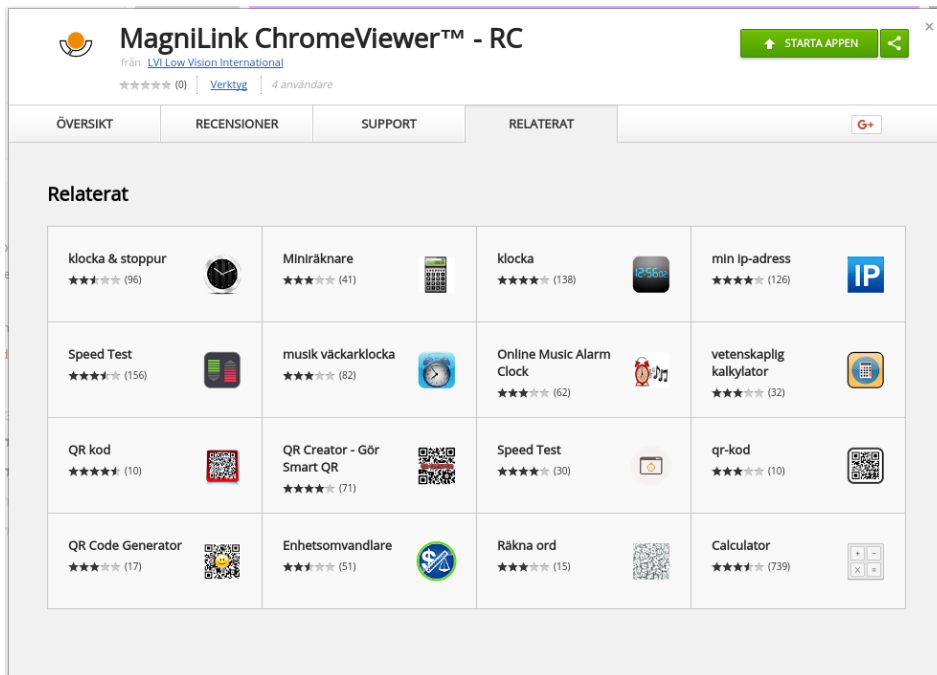 MagniLink ChromeViewer™ - RC
från LVI Low Vision International
(0) Verktyg 4 användare
STARTA APPEN
ÖVERSIKT RECENSIONER SUPPORT RELATERAT G+
Relaterat
klocka & stoppur
(96)
Miniräknare
(41)
klocka
(138)
12:56 02
min ip-adress
(126)
IP
Speed Test
(156)
musik väckarklocka
(82)
Online Music Alarm
Clock
(62)
vetenskaplig
kalkylator
(32)
QR kod
(10)
QR Creator - Gör
Smart QR
(71)
Speed Test
(30)
qr-kod
(10)
QR Code Generator
(17)
Enhetsomvandlare
(51)
Räkna ord
(15)
Calculator
(739)
+ −
X =